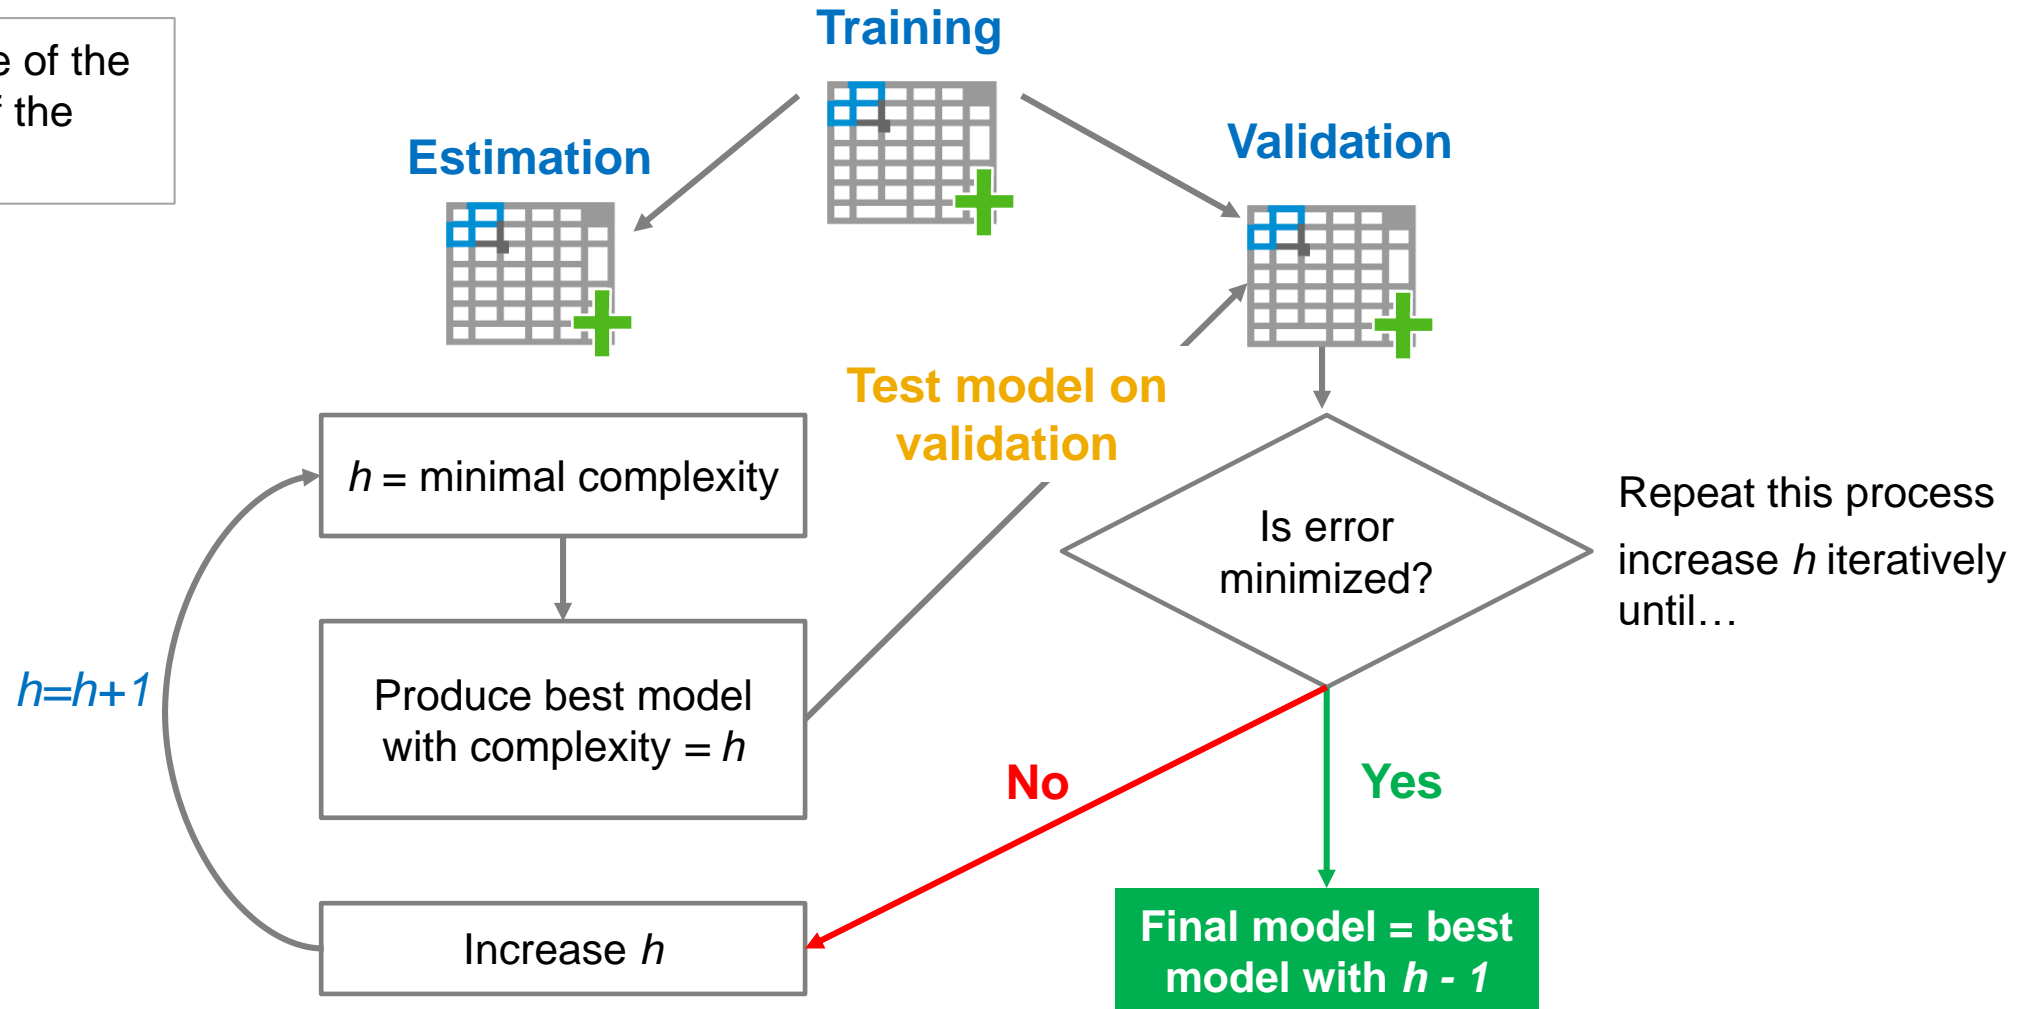 e of the
f the
Training
Estimation
Validation
Test model on
validation
h = minimal complexity
Is error
minimized?
Repeat this process
increase h iteratively
until…
h=h+1
Produce best model
with complexity = h
No
Yes
Increase h
Final model = best
model with h - 1